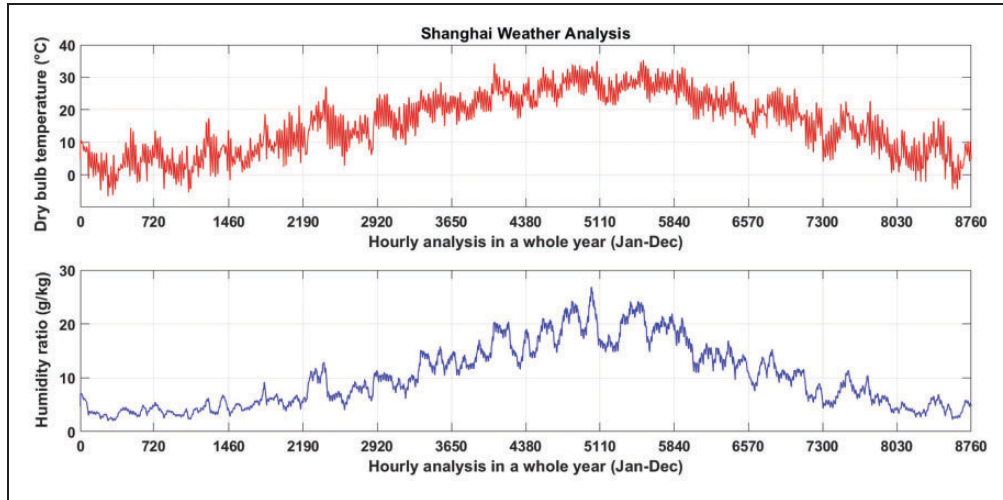 Shanghai Weather Analysis
Dry bulb temperature (°C)
40
30
20
10
0
0 720 1460 2190 2920 3650 4380 5110 5840 6570 7300 8030 8760
Hourly analysis in a whole year (Jan-Dec)
Humidity ratio (g/kg)
30
20
10
0
0 720 1460 2190 2920 3650 4380 5110 5840 6570 7300 8030 8760
Hourly analysis in a whole year (Jan-Dec)